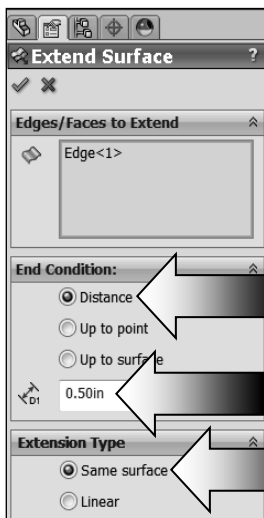 Extend Surface ?
Edges/Faces to Extend
Edge<1>
End Condition:
Distance
Up to point
Up to surface
D1 0.50in
Extension Type
Same surface
Linear